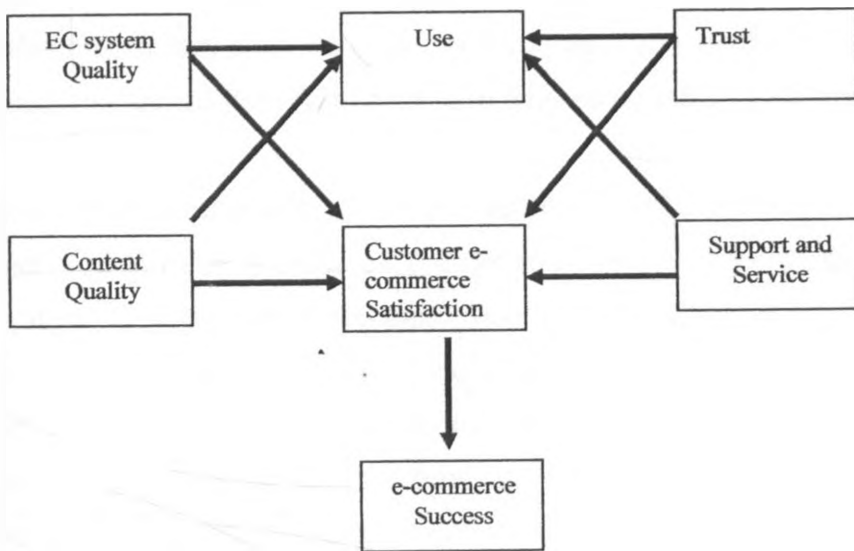 EC system
Quality
Use
Trust
Content
Quality
Customer e-
commerce
Satisfaction
Support and
Service
e-commerce
Success